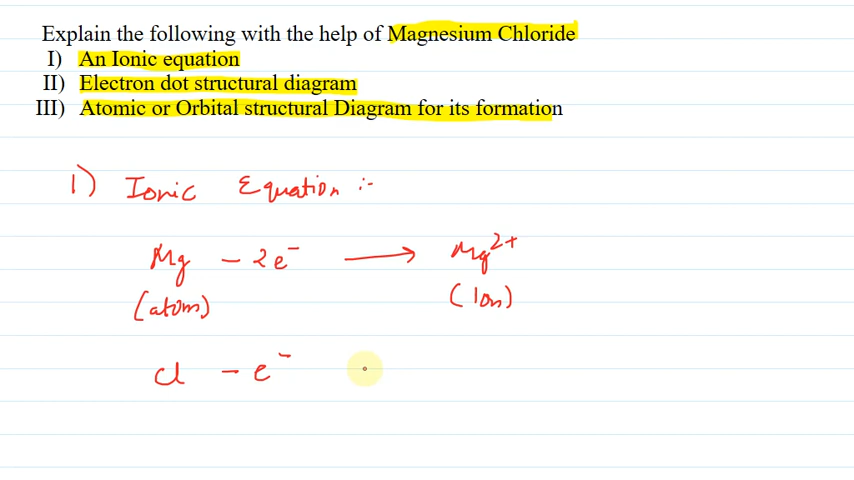 Explain the following with the help of Magnesium Chloride
I) An Ionic equation
II) Electron dot structural diagram
III) Atomic or Orbital structural Diagram for its formation
1) Ionic Equation :-
Mg - 2e⁻ ⟶ Mg²⁺
(atom) (Ion)
Cl - e⁻